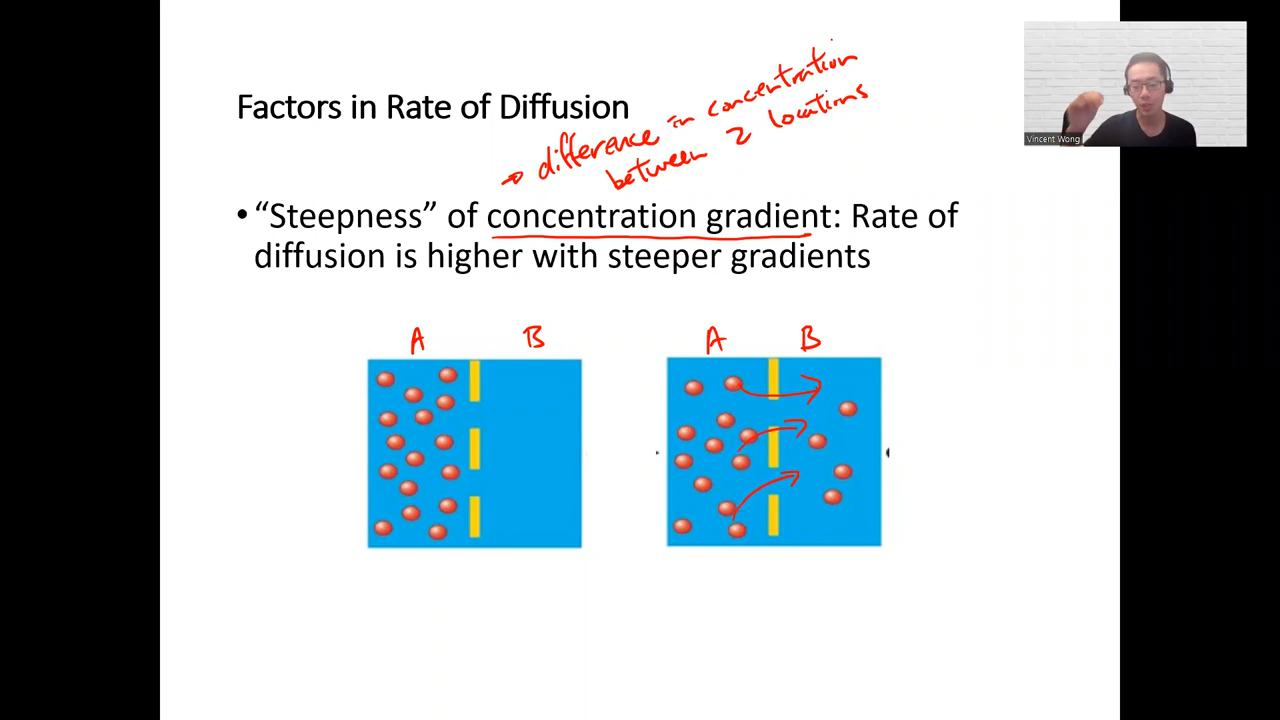 Factors in Rate of Diffusion
→ difference in concentration
between 2 locations
• “Steepness” of concentration gradient: Rate of
diffusion is higher with steeper gradients
A B
A B
Vincent Wong